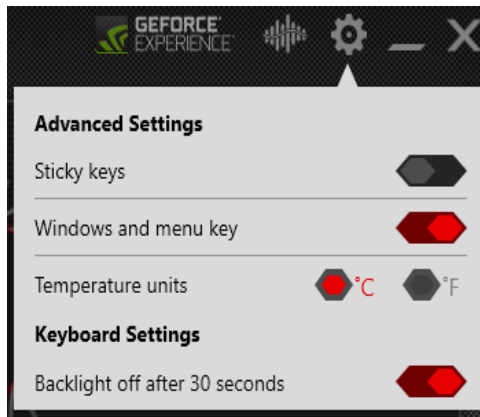 GEFORCE
EXPERIENCE
Advanced Settings
Sticky keys
Windows and menu key
Temperature units °C °F
Keyboard Settings
Backlight off after 30 seconds